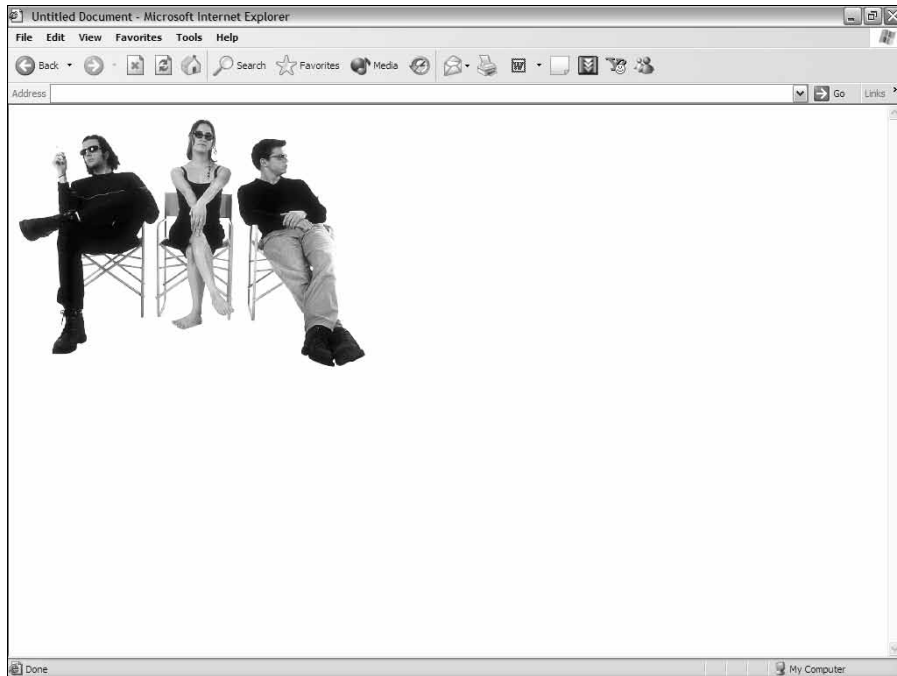 Untitled Document - Microsoft Internet Explorer
File Edit View Favorites Tools Help
Back Search Favorites Media
Address Go Links
Done My Computer